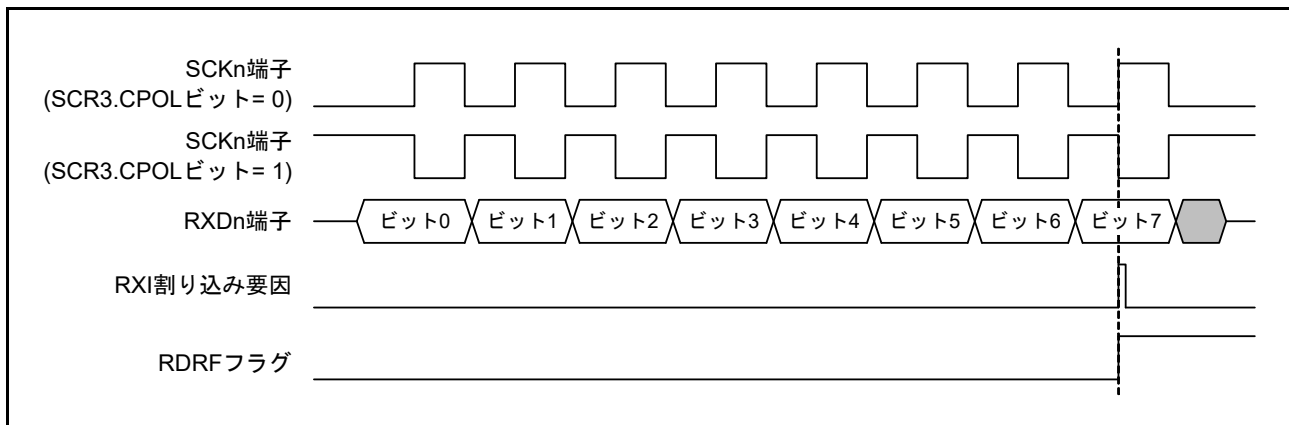 SCKn端子
(SCR3.CPOLビット= 0)
SCKn端子
(SCR3.CPOLビット= 1)
RXDn端子
ビット0 ビット1 ビット2 ビット3 ビット4 ビット5 ビット6 ビット7
RXI割り込み要因
RDRFフラグ